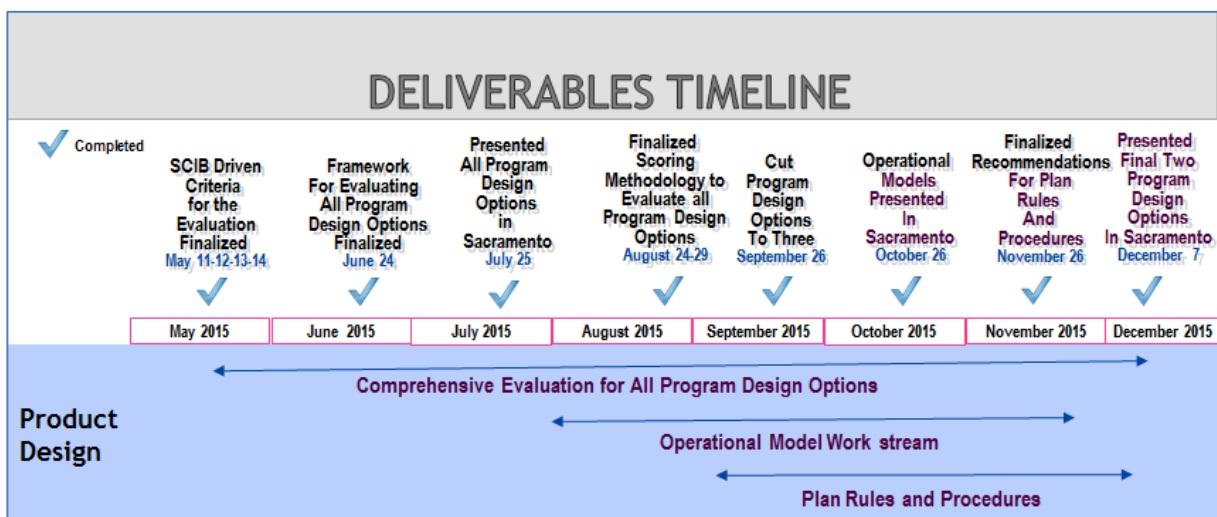 DELIVERABLES TIMELINE
Completed
SCIB Driven
Criteria
for the
Evaluation
Finalized
May 11-12-13-14
Framework
For Evaluating
All Program
Design Options
Finalized
June 24
Presented
All Program
Design
Options
in
Sacramento
July 25
Finalized
Scoring
Methodology to
Evaluate all
Program Design
Options
August 24-29
Cut
Program
Design
Options
To Three
September 26
Operational
Models
Presented
In
Sacramento
October 26
Finalized
Recommendations
For Plan
Rules
And
Procedures
November 26
Presented
Final Two
Program
Design
Options
In Sacramento
December 7
May 2015
June 2015
July 2015
August 2015
September 2015
October 2015
November 2015
December 2015
Product
Design
Comprehensive Evaluation for All Program Design Options
Operational Model Work stream
Plan Rules and Procedures